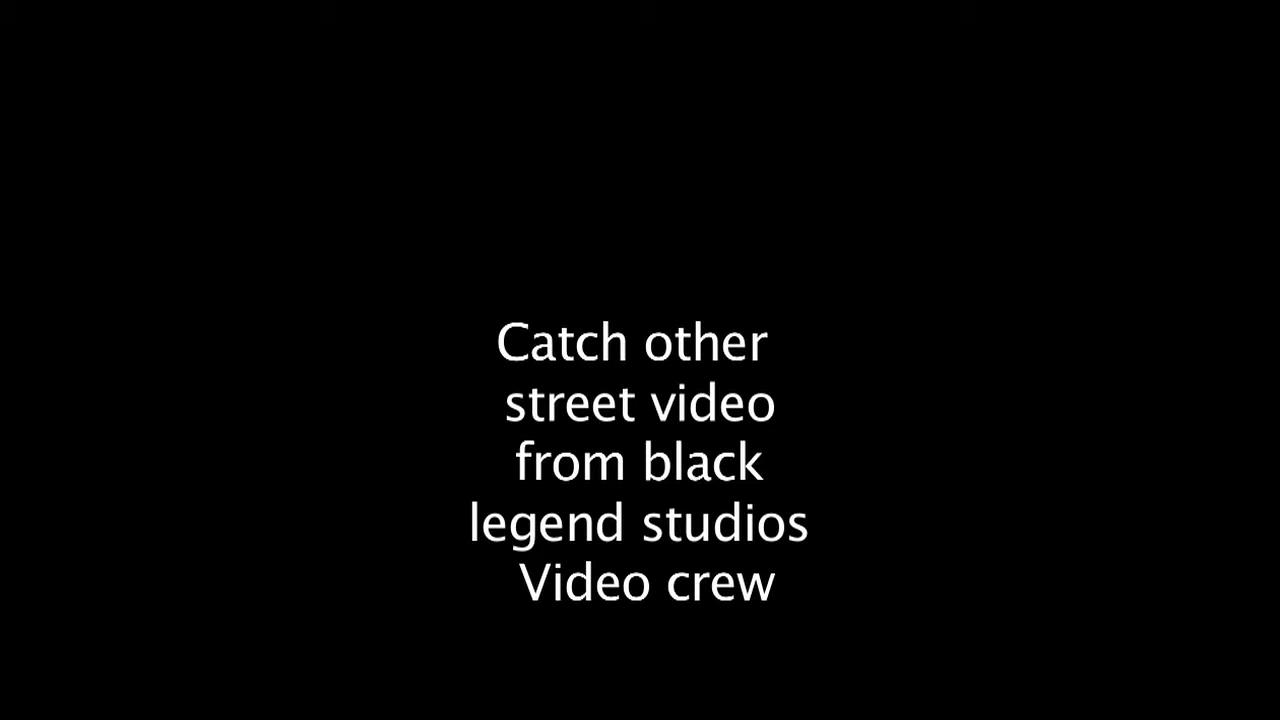 Catch other
street video
from black
legend studios
Video crew